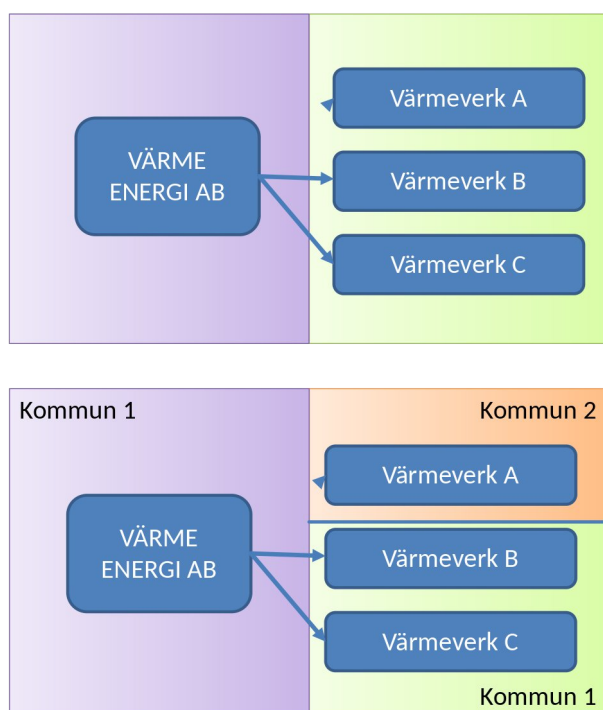 VÄRME
ENERGI AB
Värmeverk A
Värmeverk B
Värmeverk C
Kommun 1
Kommun 2
VÄRME
ENERGI AB
Värmeverk A
Värmeverk B
Värmeverk C
Kommun 1